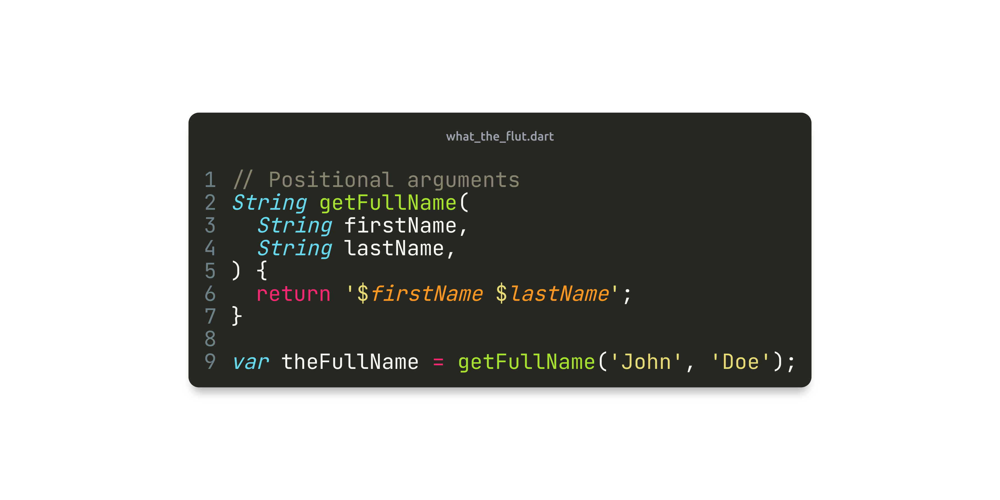 what_the_flut.dart
1 // Positional arguments
2 String getFullName(
3   String firstName,
4   String lastName,
5 ) {
6   return '$firstName $lastName';
7 }
8
9 var theFullName = getFullName('John', 'Doe');